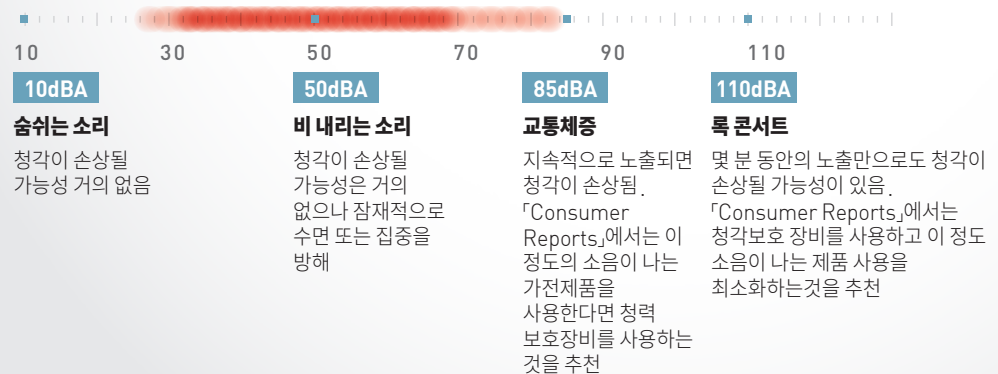 10 30 50 70 90 110
10dBA
숨쉬는 소리
청각이 손상될
가능성 거의 없음
50dBA
비 내리는 소리
청각이 손상될
가능성은 거의
없으나 잠재적으로
수면 또는 집중을
방해
85dBA
교통체증
지속적으로 노출되면
청각이 손상됨.
「Consumer
Reports」에서는 이
정도의 소음이 나는
가전제품을
사용한다면 청력
보호장비를 사용하는
것을 추천
110dBA
록 콘서트
몇 분 동안의 노출만으로도 청각이
손상될 가능성이 있음.
「Consumer Reports」에서는
청각보호 장비를 사용하고 이 정도
소음이 나는 제품 사용을
최소화하는것을 추천